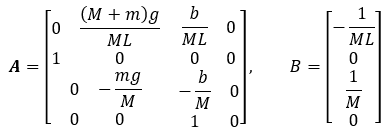 A = [ 0 (M + m)g/ML b/ML 0
1 0 0 0
0 −mg/M −b/M 0
0 0 1 0 ], B = [ −1/ML
0
1/M
0 ]